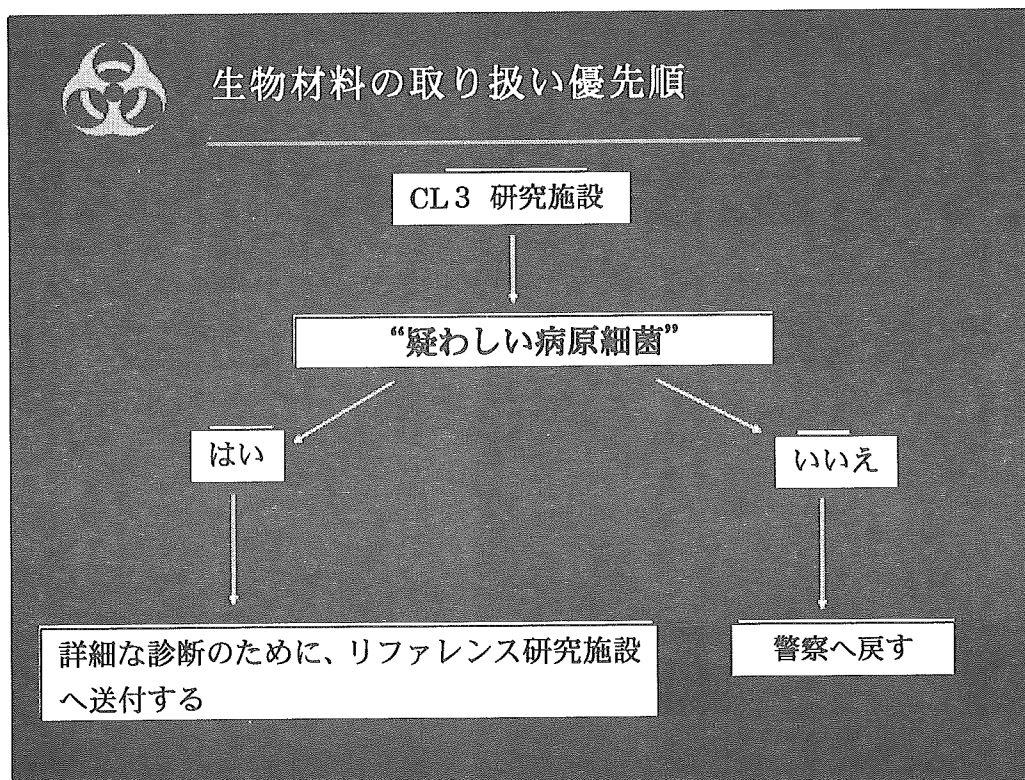 生物材料の取り扱い優先順
CL3 研究施設
“疑わしい病原細菌”
はい
いいえ
詳細な診断のために、リファレンス研究施設
へ送付する
警察へ戻す